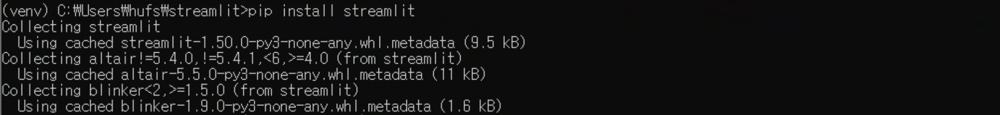 (venv) C:₩Users₩hufs₩streamlit>pip install streamlit
Collecting streamlit
  Using cached streamlit-1.50.0-py3-none-any.whl.metadata (9.5 kB)
Collecting altair!=5.4.0,!=5.4.1,<6,>=4.0 (from streamlit)
  Using cached altair-5.5.0-py3-none-any.whl.metadata (11 kB)
Collecting blinker<2,>=1.5.0 (from streamlit)
  Using cached blinker-1.9.0-py3-none-any.whl.metadata (1.6 kB)